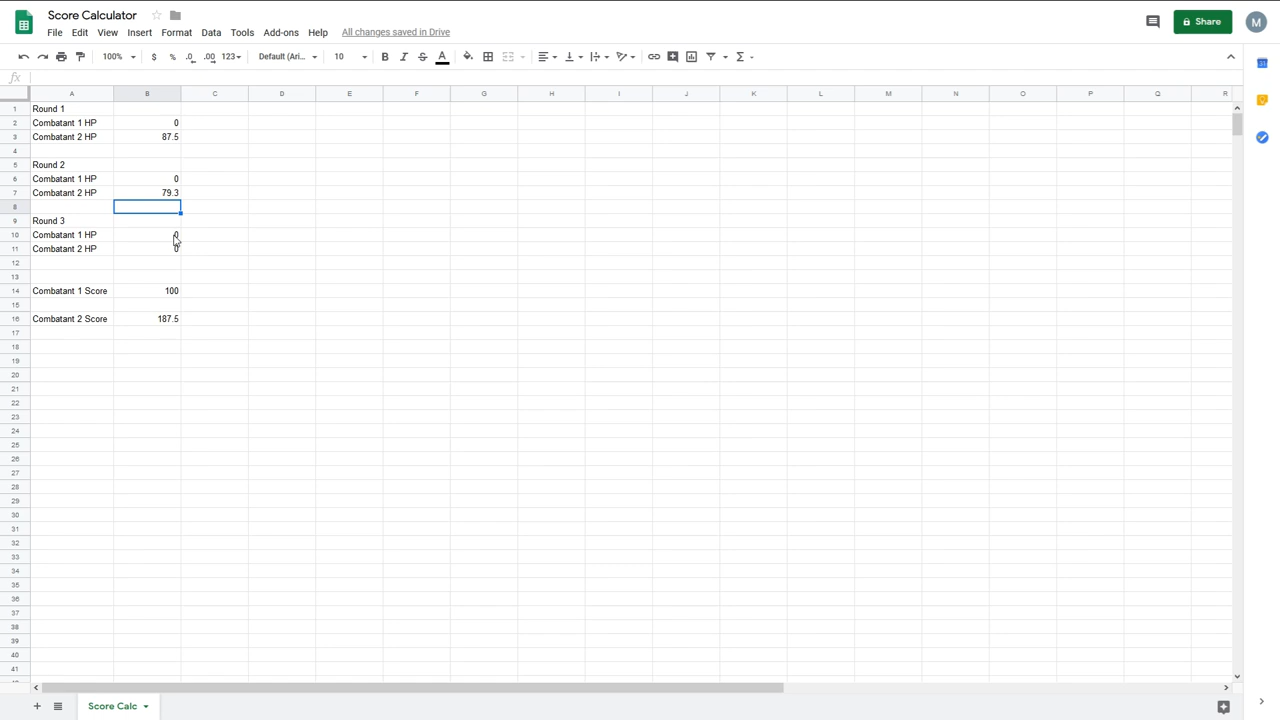 Score Calculator
Share
M
File Edit View Insert Format Data Tools Add-ons Help All changes saved in Drive
100% $ % .0 .00 123 Default (Ari... 10 B I S A Σ
fx
A B C D E F G H I J K L M N O P Q R
1 Round 1
2 Combatant 1 HP 0
3 Combatant 2 HP 87.5
4
5 Round 2
6 Combatant 1 HP 0
7 Combatant 2 HP 79.3
8
9 Round 3
10 Combatant 1 HP 0
11 Combatant 2 HP 0
12
13
14 Combatant 1 Score 100
15
16 Combatant 2 Score 187.5
17
18
19
20
21
22
23
24
25
26
27
28
29
30
31
32
33
34
35
36
37
38
39
40
41
+ Score Calc